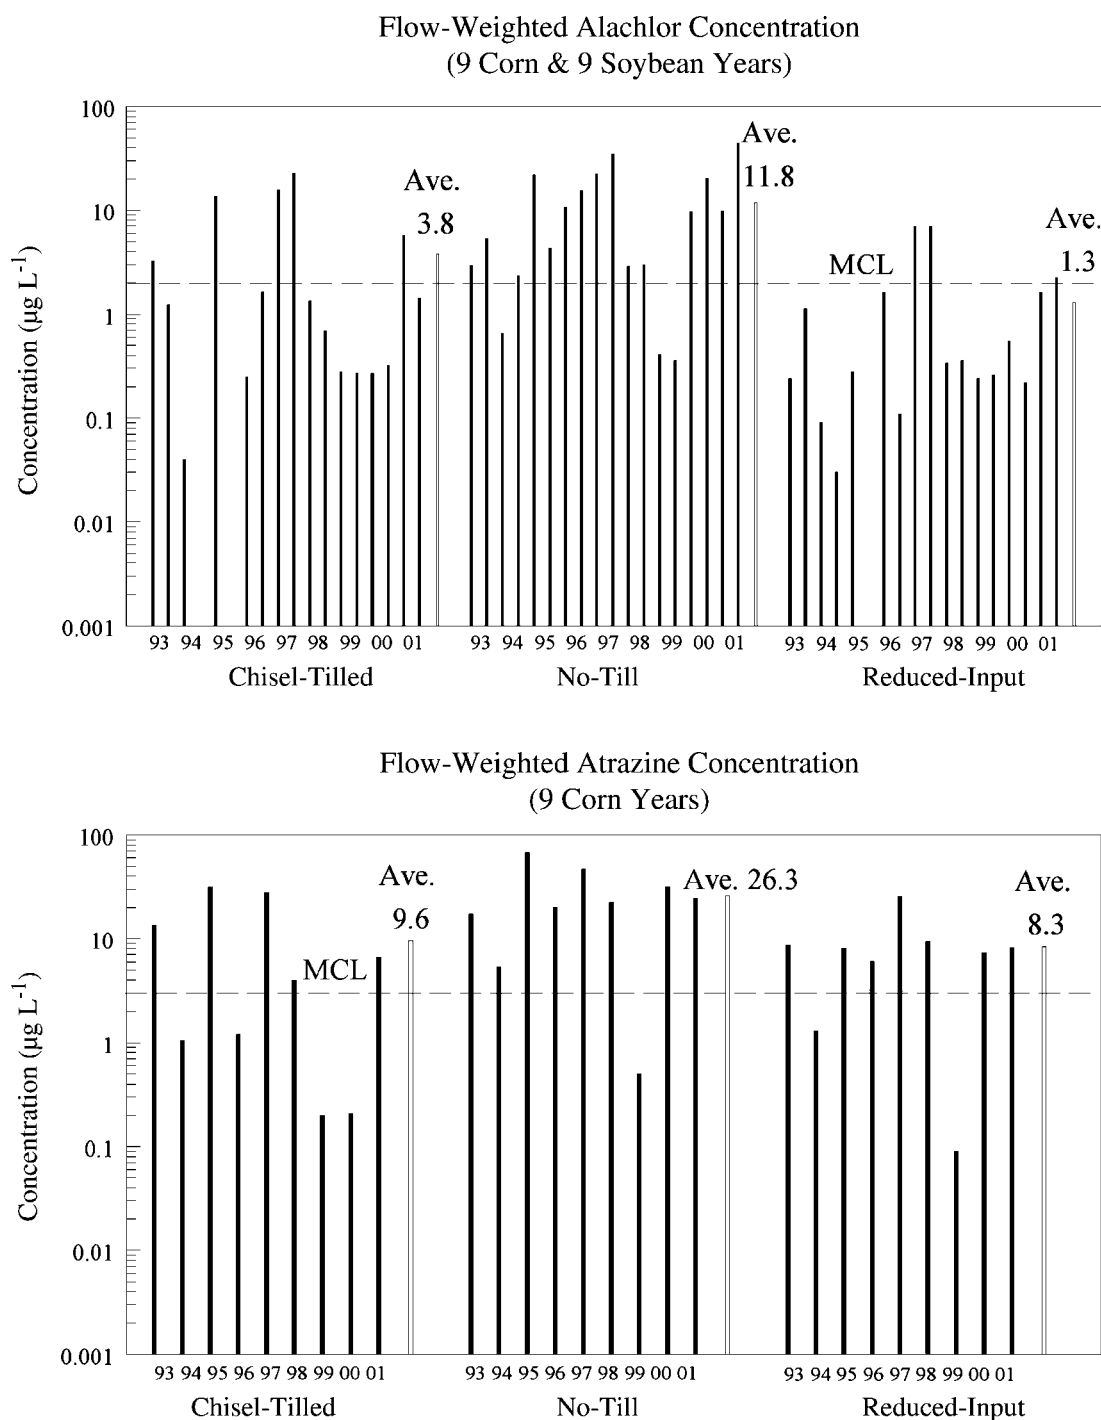 Flow-Weighted Alachlor Concentration
(9 Corn & 9 Soybean Years)
Concentration (µg L⁻¹)
100
10
1
0.1
0.01
0.001
Ave.
3.8
Ave.
11.8
MCL
Ave.
1.3
93 94 95 96 97 98 99 00 01
93 94 95 96 97 98 99 00 01
93 94 95 96 97 98 99 00 01
Chisel-Tilled
No-Till
Reduced-Input
Flow-Weighted Atrazine Concentration
(9 Corn Years)
Concentration (µg L⁻¹)
100
10
1
0.1
0.01
0.001
Ave.
9.6
MCL
Ave. 26.3
Ave.
8.3
93 94 95 96 97 98 99 00 01
93 94 95 96 97 98 99 00 01
93 94 95 96 97 98 99 00 01
Chisel-Tilled
No-Till
Reduced-Input